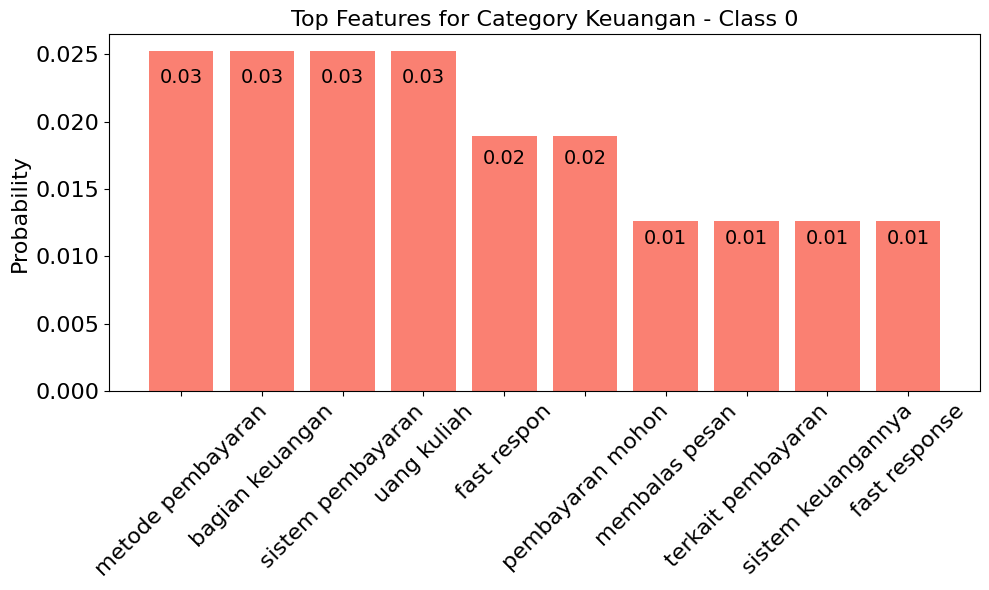 Top Features for Category Keuangan - Class 0
Probability
0.025
0.020
0.015
0.010
0.005
0.000
0.03
0.03
0.03
0.03
0.02
0.02
0.01
0.01
0.01
0.01
metode pembayaran
bagian keuangan
sistem pembayaran
uang kuliah
fast respon
pembayaran mohon
membalas pesan
terkait pembayaran
sistem keuangannya
fast response